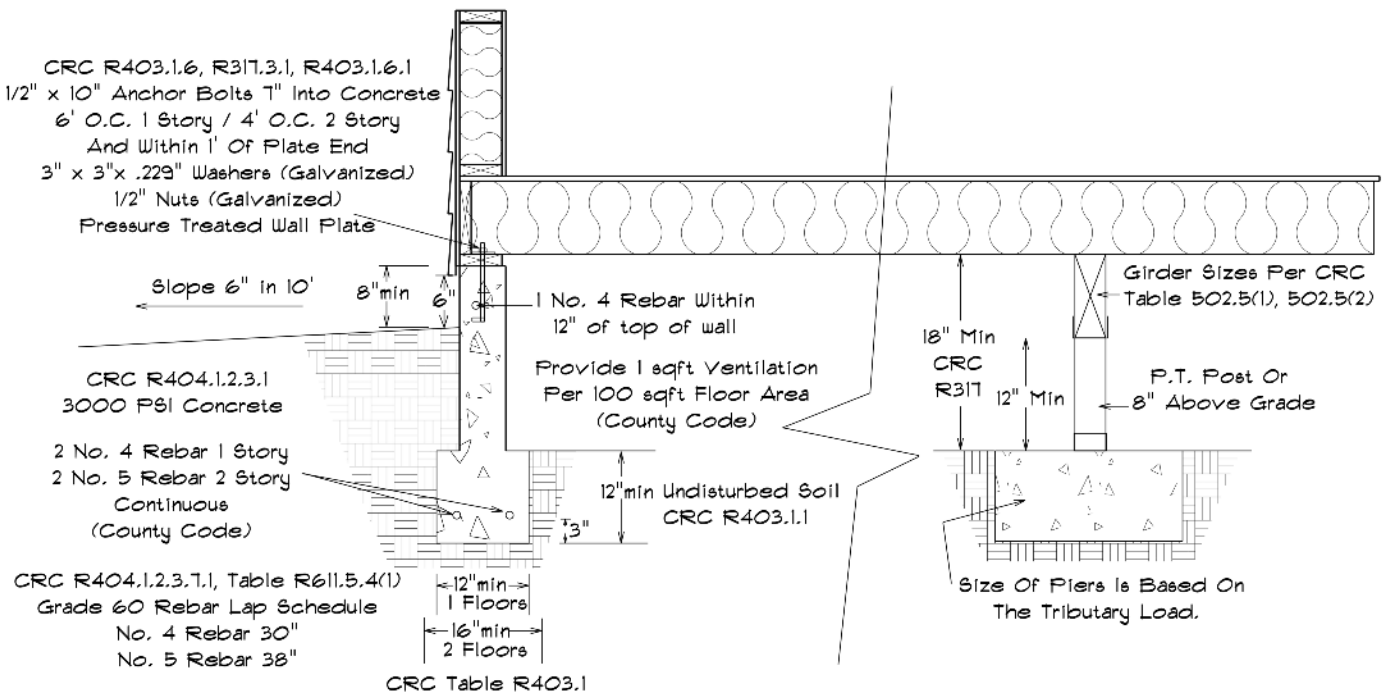 CRC R403.1.6, R317.3.1, R403.1.6.1
1/2" x 10" Anchor Bolts 7" Into Concrete
6' O.C. 1 Story / 4' O.C. 2 Story
And Within 1' Of Plate End
3" x 3"x .229" Washers (Galvanized)
1/2" Nuts (Galvanized)
Pressure Treated Wall Plate
Slope 6" in 10'
8"min
6"
1 No. 4 Rebar Within
12" of top of wall
Provide 1 sqft Ventilation
Per 100 sqft Floor Area
(County Code)
CRC R404.1.2.3.1
3000 PSI Concrete
2 No. 4 Rebar 1 Story
2 No. 5 Rebar 2 Story
Continuous
(County Code)
12"min Undisturbed Soil
CRC R403.1.1
3"
CRC R404.1.2.3.7.1, Table R611.5.4(1)
Grade 60 Rebar Lap Schedule
No. 4 Rebar 30"
No. 5 Rebar 38"
12"min
1 Floors
16"min
2 Floors
CRC Table R403.1
Girder Sizes Per CRC
Table 502.5(1), 502.5(2)
18" Min
CRC
R317
12" Min
P.T. Post Or
8" Above Grade
Size Of Piers Is Based On
The Tributary Load.